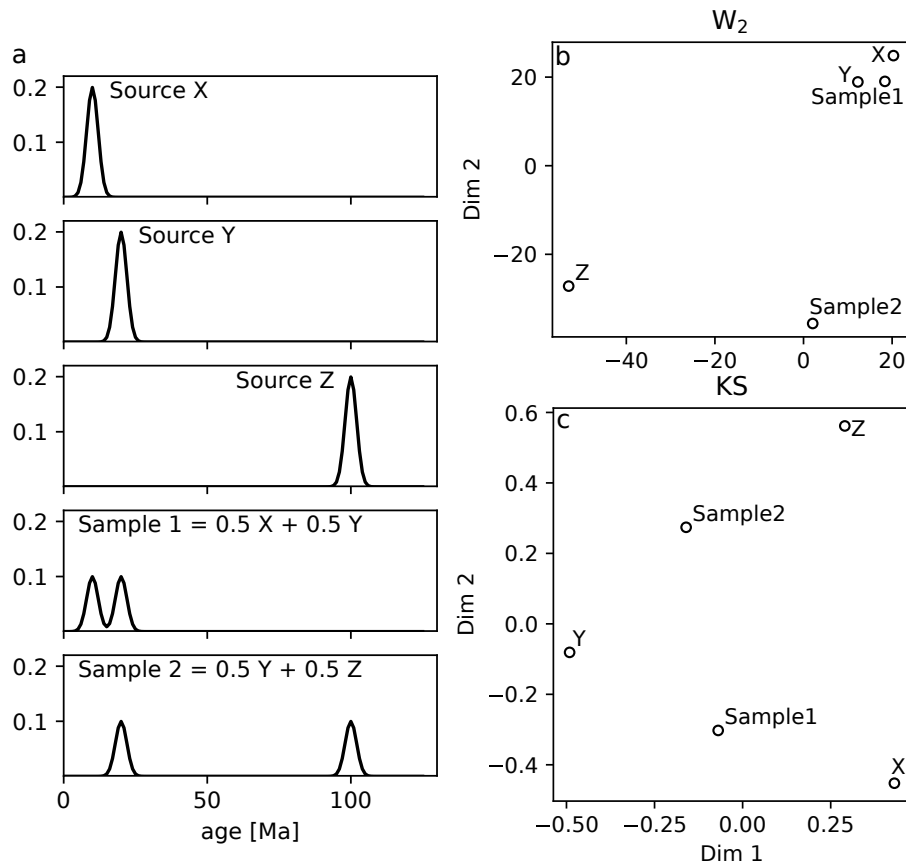 a
Source X
0.2
0.1
Source Y
0.2
0.1
Source Z
0.2
0.1
Sample 1 = 0.5 X + 0.5 Y
0.2
0.1
Sample 2 = 0.5 Y + 0.5 Z
0.2
0.1
0 50 100
age [Ma]
W₂
b
X
Y
Sample1
Z
Sample2
20
0
−20
Dim 2
−40 −20 0 20
KS
c
Z
Sample2
Y
Sample1
X
0.6
0.4
0.2
0.0
−0.2
−0.4
Dim 2
−0.50 −0.25 0.00 0.25
Dim 1